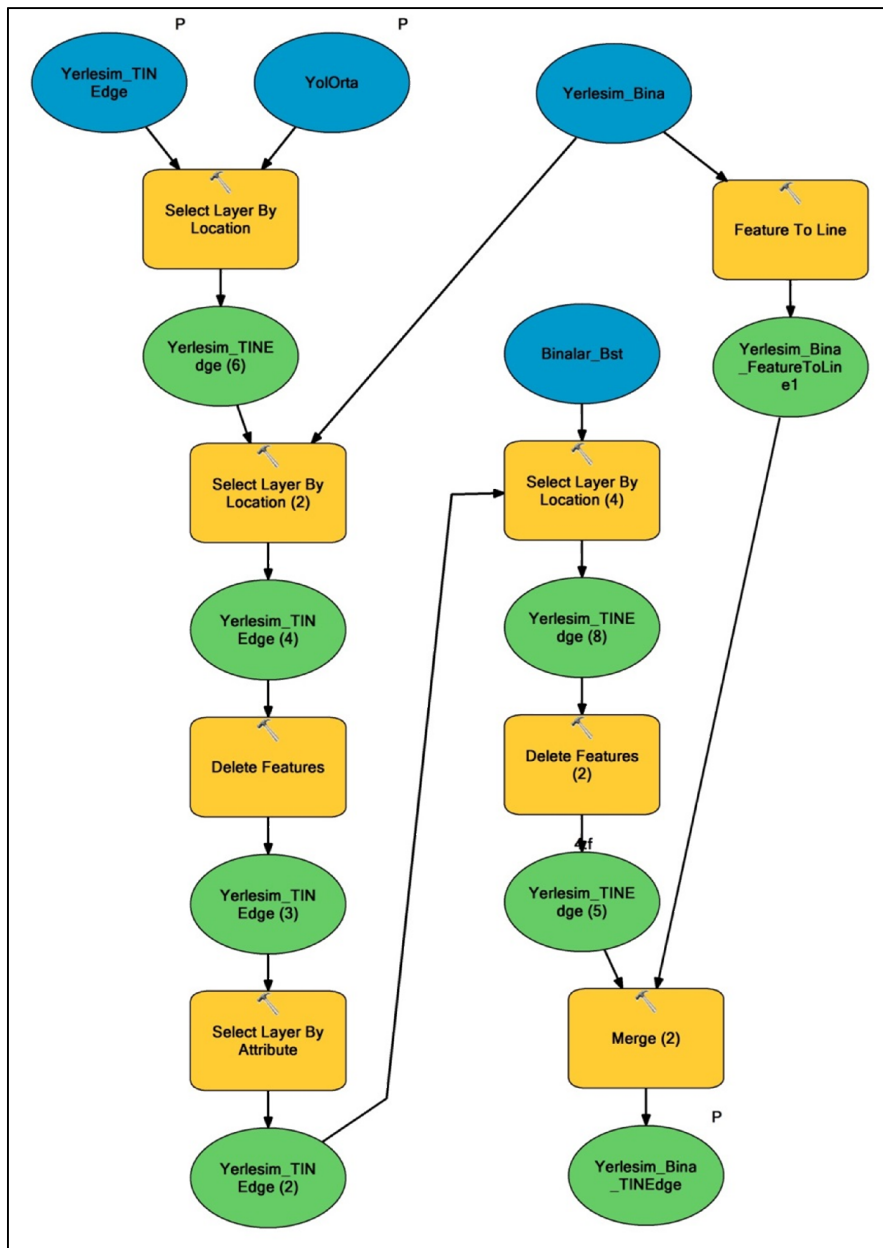 P
P
Yerlesim_TIN
Edge
YolOrta
Yerlesim_Bina
Select Layer By
Location
Feature To Line
Yerlesim_TINE
dge (6)
Binalar_Bst
Yerlesim_Bina
_FeatureToLin
e1
Select Layer By
Location (2)
Select Layer By
Location (4)
Yerlesim_TIN
Edge (4)
Yerlesim_TINE
dge (8)
Delete Features
Delete Features
(2)
Yerlesim_TIN
Edge (3)
Yerlesim_TINE
dge (5)
Select Layer By
Attribute
Merge (2)
P
Yerlesim_TIN
Edge (2)
Yerlesim_Bina
_TINEdge